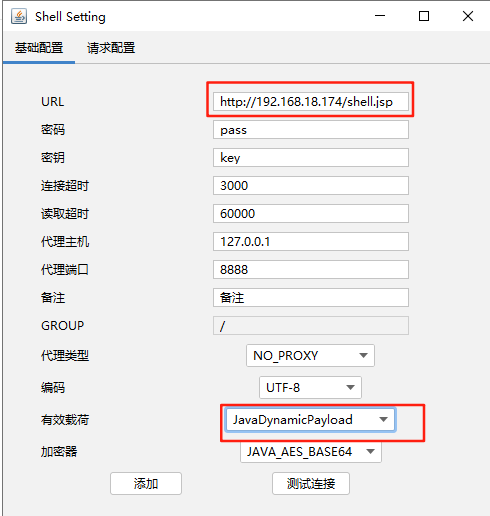 Shell Setting
基础配置 请求配置
URL http://192.168.18.174/shell.jsp
密码 pass
密钥 key
连接超时 3000
读取超时 60000
代理主机 127.0.0.1
代理端口 8888
备注 备注
GROUP /
代理类型 NO_PROXY
编码 UTF-8
有效载荷 JavaDynamicPayload
加密器 JAVA_AES_BASE64
添加 测试连接